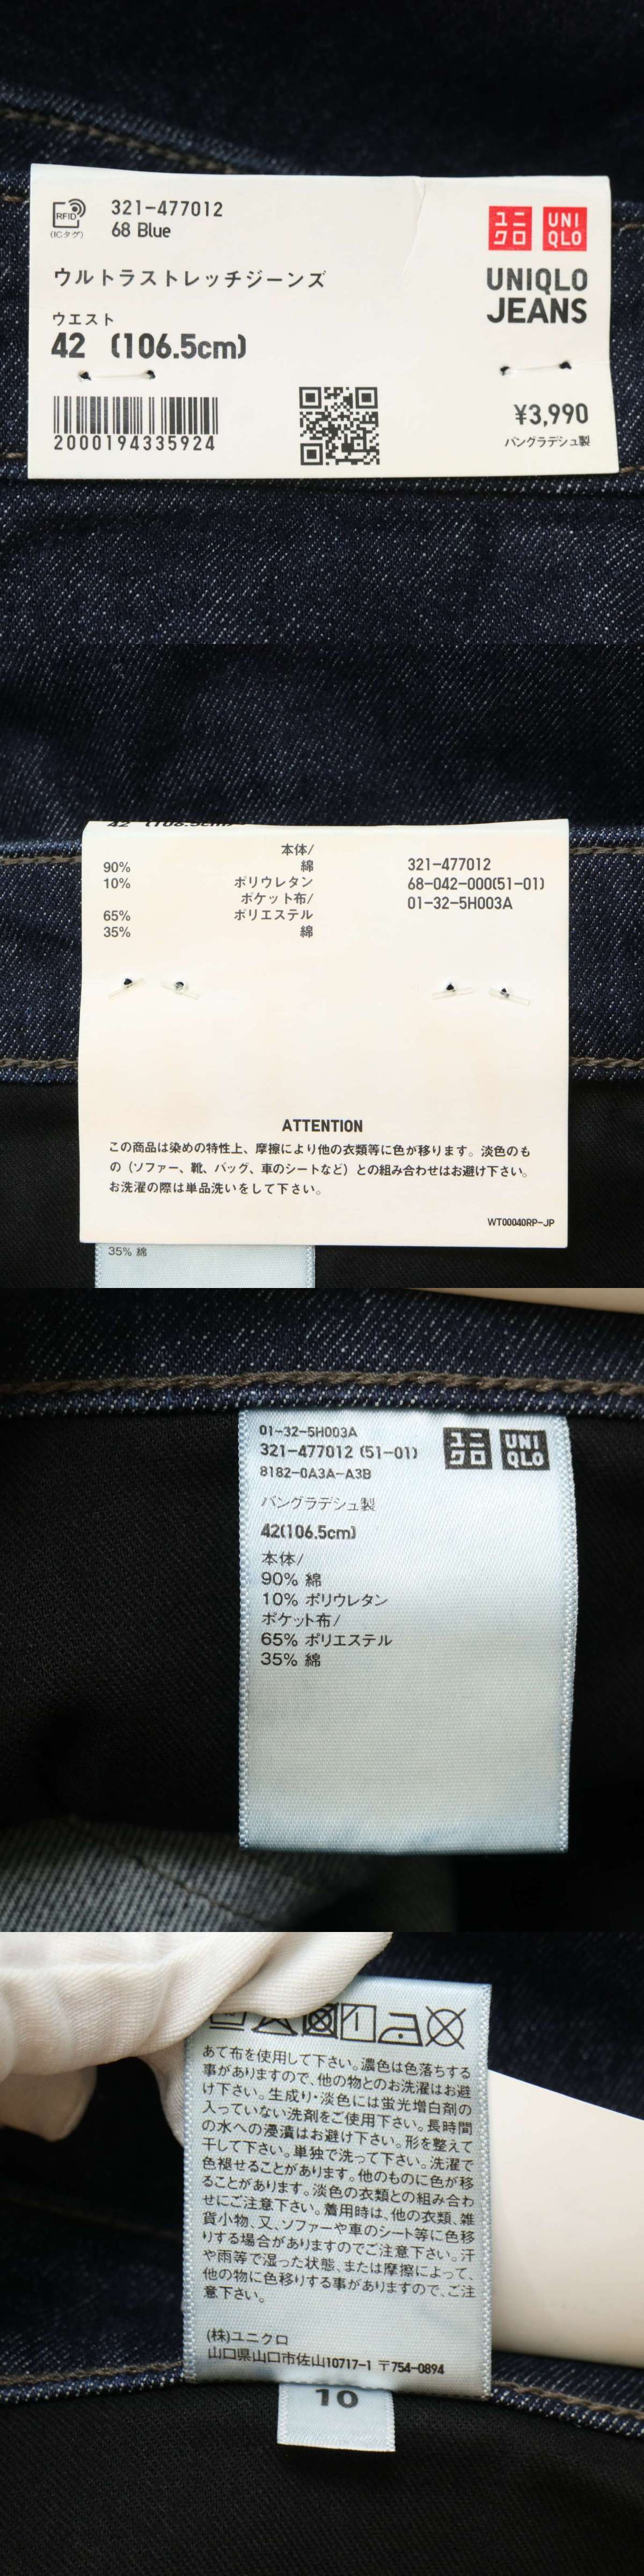 RFID
(ICタグ)
321-477012
68 Blue
ユニ
クロ
UNI
QLO
ウルトラストレッチジーンズ
UNIQLO
JEANS
ウエスト
42 (106.5cm)
2000194335924
¥3,990
バングラデシュ製
42 (106.5cm)
本体/
90% 綿
10% ポリウレタン
ポケット布/
65% ポリエステル
35% 綿
321-477012
68-042-000(51-01)
01-32-5H003A
ATTENTION
この商品は染めの特性上、摩擦により他の衣類等に色が移ります。淡色のも
の（ソファー、靴、バッグ、車のシートなど）との組み合わせはお避け下さい。
お洗濯の際は単品洗いをして下さい。
WT00040RP-JP
35% 綿
01-32-5H003A
321-477012 (51-01)
8182-0A3A-A3B
ユニ
クロ
UNI
QLO
バングラデシュ製
42(106.5cm)
本体/
90% 綿
10% ポリウレタン
ポケット布/
65% ポリエステル
35% 綿
あて布を使用して下さい。濃色は色落ちする
事がありますので、他の物とのお洗濯はお避
け下さい。生成り・淡色には蛍光増白剤の
入っていない洗剤をご使用下さい。長時間
の水への浸漬はお避け下さい。形を整えて
干して下さい。単独で洗って下さい。洗濯で
色褪せることがあります。他のものに色が移
ることがあります。淡色の衣類との組み合わ
せにご注意下さい。着用時は、他の衣類、雑
貨小物、又、ソファーや車のシート等に色移
りする場合がありますのでご注意下さい。汗
や雨等で湿った状態、または摩擦によって、
他の物に色移りする事がありますので、ご注
意下さい。
(株)ユニクロ
山口県山口市佐山10717-1 〒754-0894
10